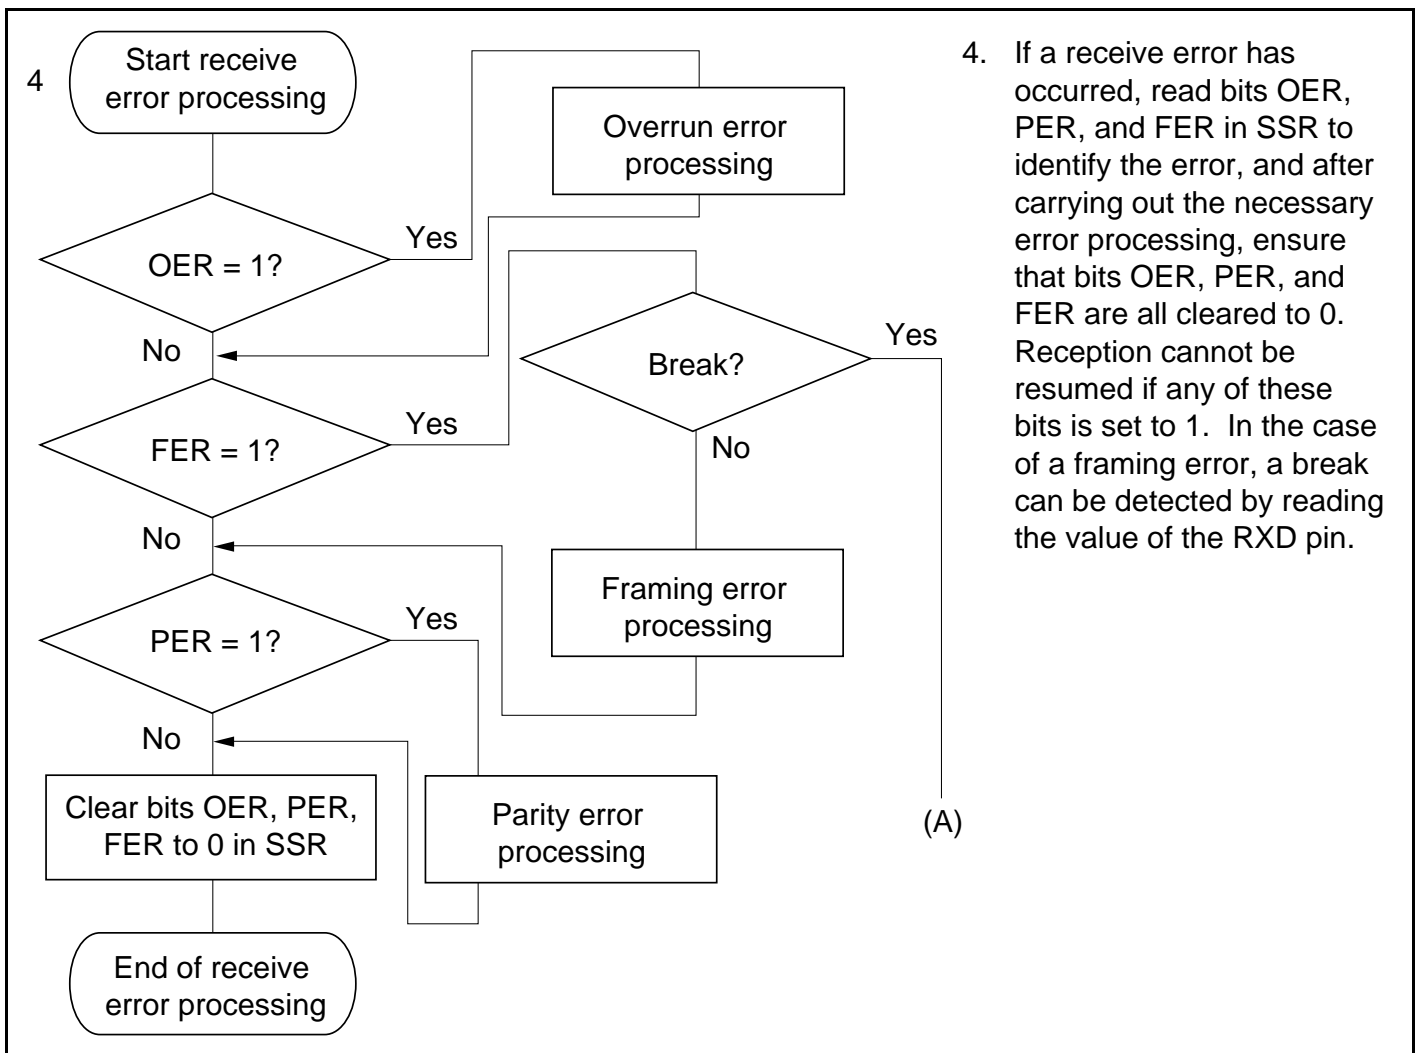 4
Start receive
error processing
Overrun error
processing
OER = 1?
Yes
No
Break?
Yes
No
FER = 1?
Yes
No
Framing error
processing
PER = 1?
Yes
No
Clear bits OER, PER,
FER to 0 in SSR
Parity error
processing
(A)
End of receive
error processing
4. If a receive error has
occurred, read bits OER,
PER, and FER in SSR to
identify the error, and after
carrying out the necessary
error processing, ensure
that bits OER, PER, and
FER are all cleared to 0.
Reception cannot be
resumed if any of these
bits is set to 1. In the case
of a framing error, a break
can be detected by reading
the value of the RXD pin.